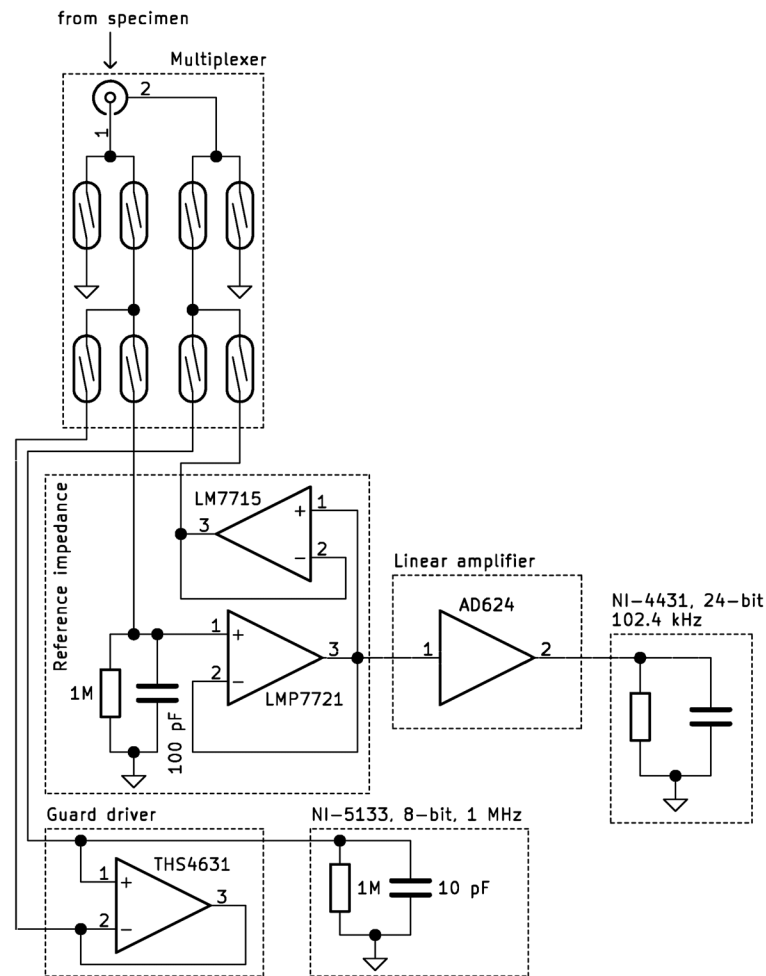 from specimen
Multiplexer
2
1
Reference impedance
LM7715
+
1
3
−
2
Linear amplifier
AD624
1
2
NI−4431, 24−bit
102.4 kHz
1
+
3
2
−
LMP7721
1M
100 pF
Guard driver
NI−5133, 8−bit, 1 MHz
THS4631
1
+
3
2
−
1M
10 pF